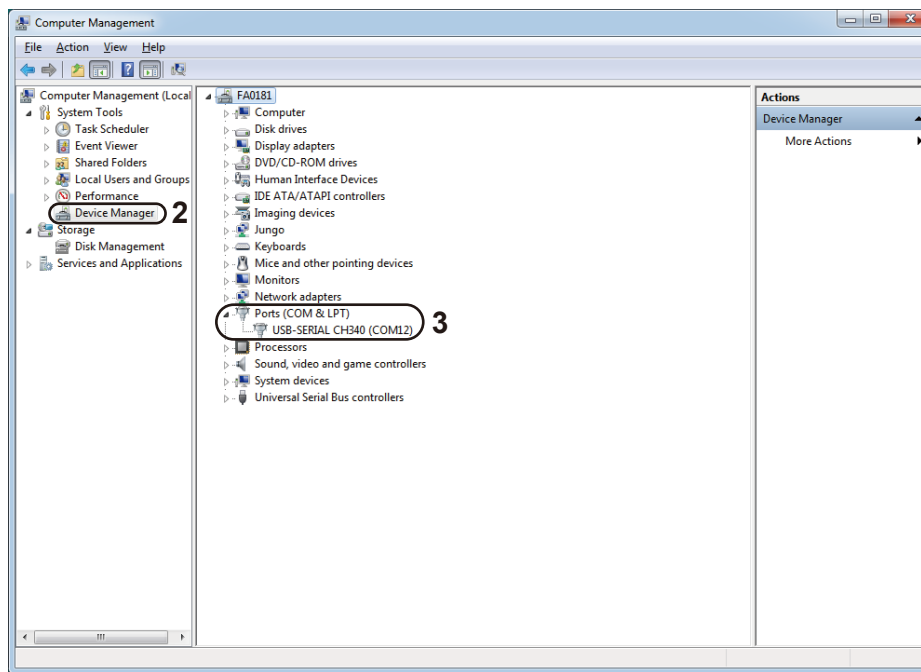 Computer Management
File Action View Help
Computer Management (Local
System Tools
Task Scheduler
Event Viewer
Shared Folders
Local Users and Groups
Performance
Device Manager
2
Storage
Disk Management
Services and Applications
FA0181
Computer
Disk drives
Display adapters
DVD/CD-ROM drives
Human Interface Devices
IDE ATA/ATAPI controllers
Imaging devices
Jungo
Keyboards
Mice and other pointing devices
Monitors
Network adapters
Ports (COM & LPT)
USB-SERIAL CH340 (COM12)
3
Processors
Sound, video and game controllers
System devices
Universal Serial Bus controllers
Actions
Device Manager
More Actions